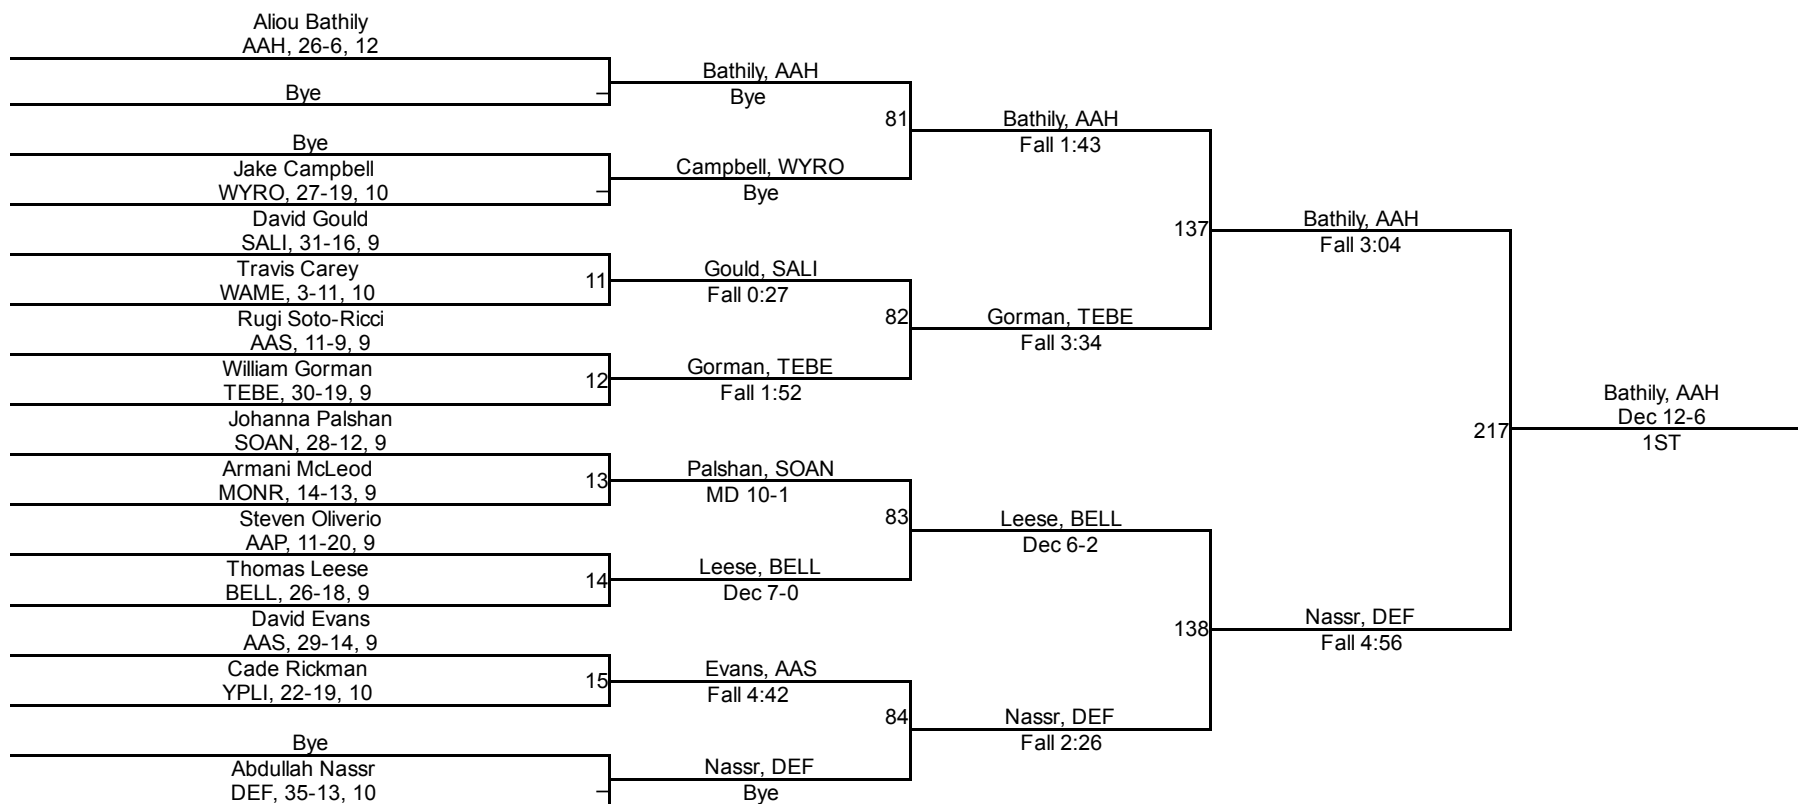 Aliou Bathily
AAH, 26-6, 12
Bye
Bye
Jake Campbell
WYRO, 27-19, 10
David Gould
SALI, 31-16, 9
Travis Carey
WAME, 3-11, 10
Rugi Soto-Ricci
AAS, 11-9, 9
William Gorman
TEBE, 30-19, 9
Johanna Palshan
SOAN, 28-12, 9
Armani McLeod
MONR, 14-13, 9
Steven Oliverio
AAP, 11-20, 9
Thomas Leese
BELL, 26-18, 9
David Evans
AAS, 29-14, 9
Cade Rickman
YPLI, 22-19, 10
Bye
Abdullah Nassr
DEF, 35-13, 10
11
12
13
14
15
Bathily, AAH
Bye
Campbell, WYRO
Bye
Gould, SALI
Fall 0:27
Gorman, TEBE
Fall 1:52
Palshan, SOAN
MD 10-1
Leese, BELL
Dec 7-0
Evans, AAS
Fall 4:42
Nassr, DEF
Bye
81
82
83
84
Bathily, AAH
Fall 1:43
Gorman, TEBE
Fall 3:34
Leese, BELL
Dec 6-2
Nassr, DEF
Fall 2:26
137
138
Bathily, AAH
Fall 3:04
Nassr, DEF
Fall 4:56
217
Bathily, AAH
Dec 12-6
1ST